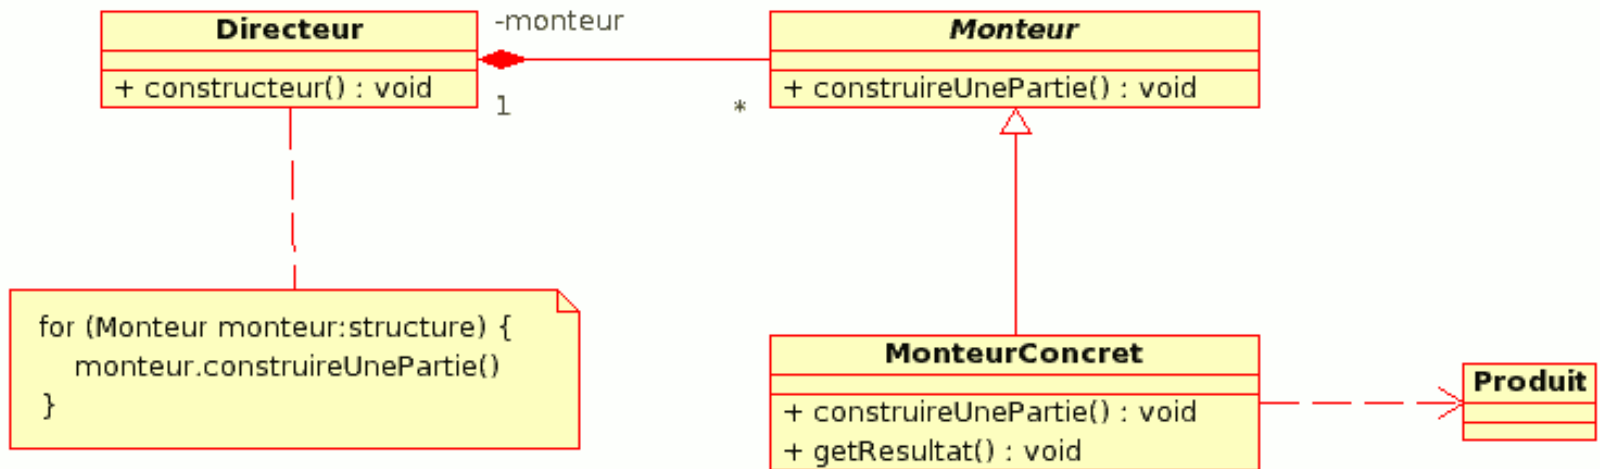 Directeur
+ constructeur() : void
-monteur
1
*
Monteur
+ construireUnePartie() : void
for (Monteur monteur:structure) {
monteur.construireUnePartie()
}
MonteurConcret
+ construireUnePartie() : void
+ getResultat() : void
Produit